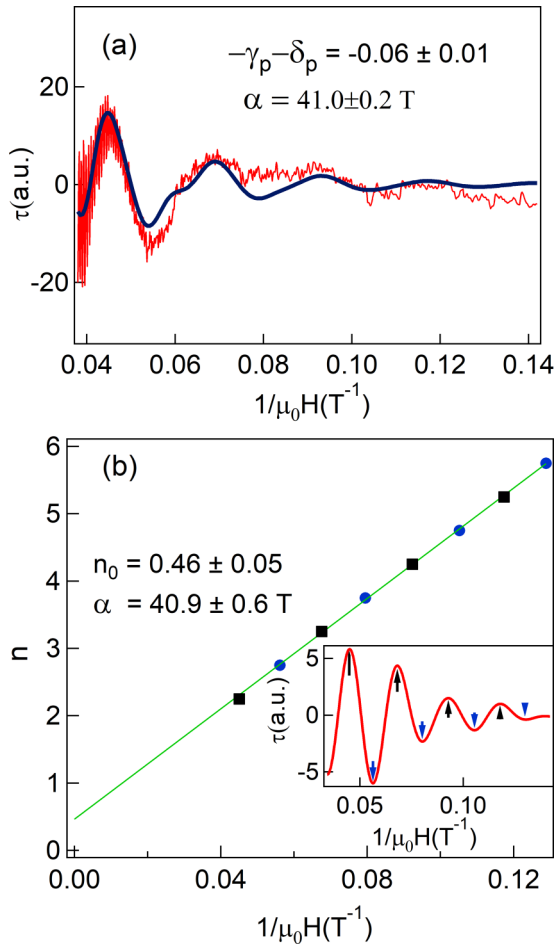 (a)
−γp−δp = -0.06 ± 0.01
α = 41.0±0.2 T
20
0
-20
τ(a.u.)
0.04 0.06 0.08 0.10 0.12 0.14
1/μ0H(T-1)
(b)
6
5
4
3
2
1
0
n
n0 = 0.46 ± 0.05
α = 40.9 ± 0.6 T
5
0
-5
τ(a.u.)
0.05 0.10
1/μ0H(T-1)
0.00 0.04 0.08 0.12
1/μ0H(T-1)